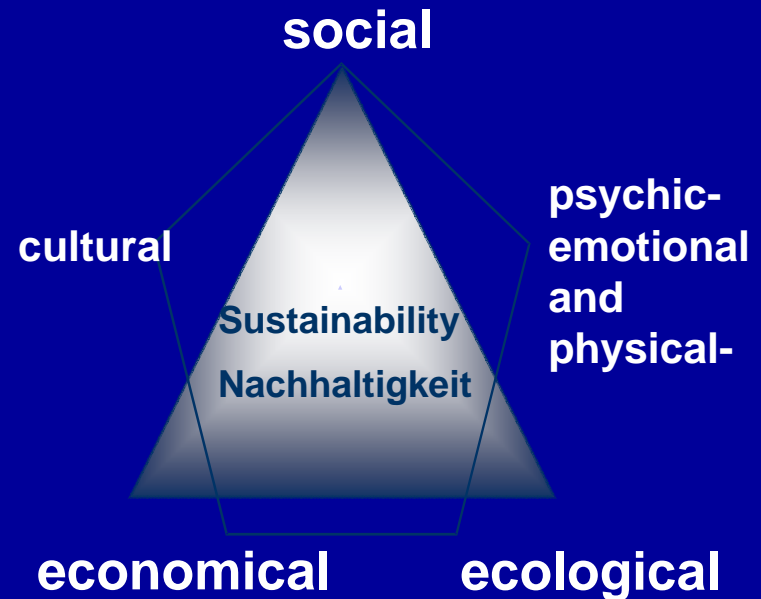 social
cultural
psychic-
emotional
and
physical-
Sustainability
Nachhaltigkeit
economical
ecological